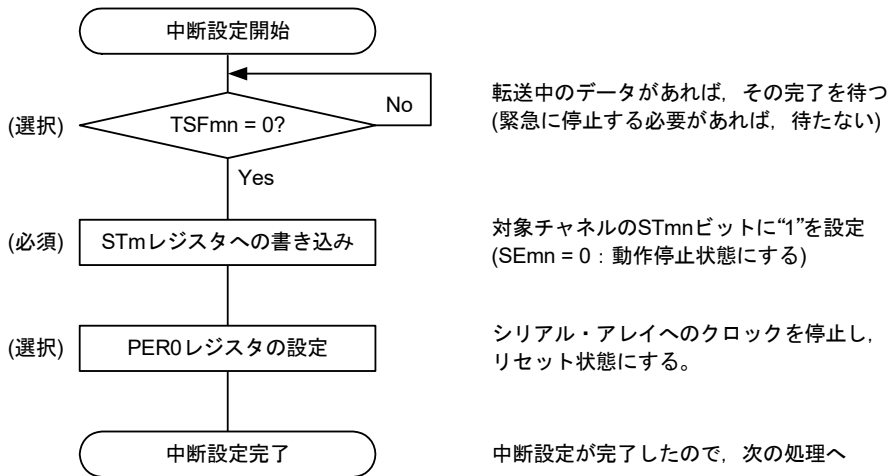 中断設定開始
転送中のデータがあれば，その完了を待つ
(緊急に停止する必要があれば，待たない)
(選択)
TSFmn = 0?
No
Yes
(必須)
STmレジスタへの書き込み
対象チャネルのSTmnビットに“1”を設定
(SEmn = 0：動作停止状態にする)
(選択)
PER0レジスタの設定
シリアル・アレイへのクロックを停止し，
リセット状態にする。
中断設定完了
中断設定が完了したので，次の処理へ